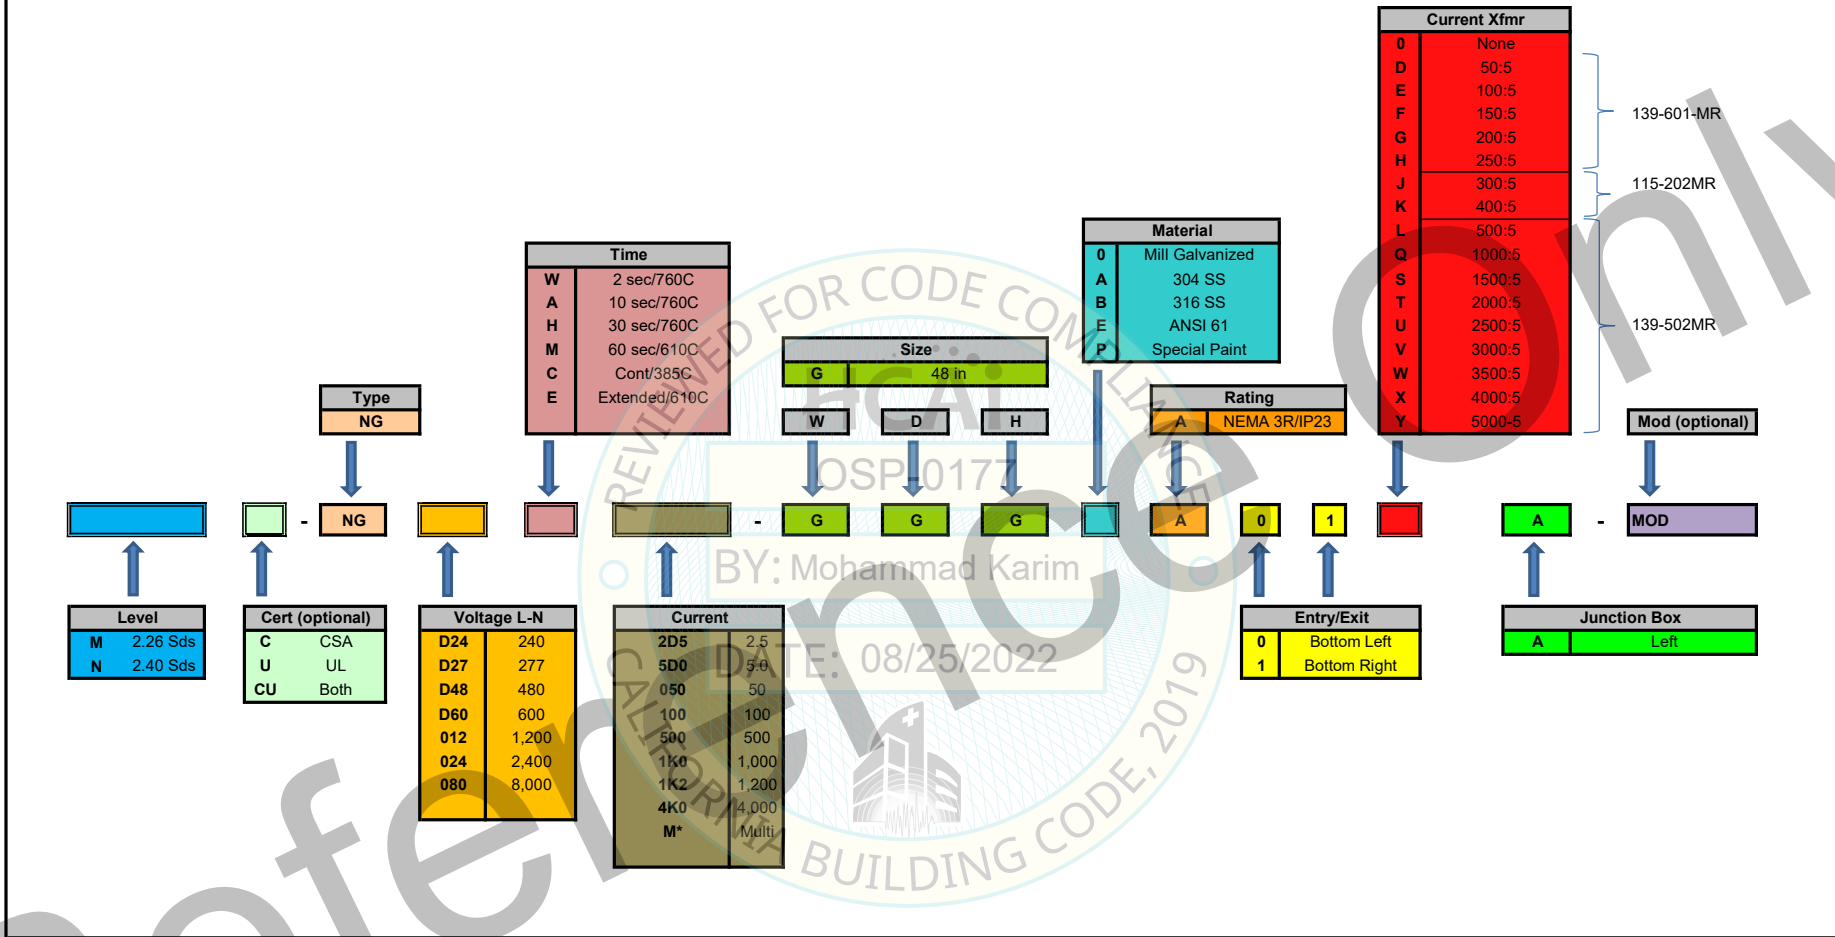 Current Xfmr
0 None
D 50:5
E 100:5
F 150:5
G 200:5
H 250:5
J 300:5
K 400:5
L 500:5
Q 1000:5
S 1500:5
T 2000:5
U 2500:5
V 3000:5
W 3500:5
X 4000:5
Y 5000-5
139-601-MR
115-202MR
139-502MR
Material
0 Mill Galvanized
A 304 SS
B 316 SS
E ANSI 61
P Special Paint
Time
W 2 sec/760C
A 10 sec/760C
H 30 sec/760C
M 60 sec/610C
C Cont/385C
E Extended/610C
Size
G 48 in
W D H
Type
NG
Rating
A NEMA 3R/IP23
Mod (optional)
- NG - G G G A 0 1 A - MOD
Level
M 2.26 Sds
N 2.40 Sds
Cert (optional)
C CSA
U UL
CU Both
Voltage L-N
D24 240
D27 277
D48 480
D60 600
012 1,200
024 2,400
080 8,000
Current
2D5 2.5
5D0 5.0
050 50
100 100
500 500
1K0 1,000
1K2 1,200
4K0 4,000
M* Multi
Entry/Exit
0 Bottom Left
1 Bottom Right
Junction Box
A Left
REVIEWED FOR CODE COMPLIANCE
HCAi
OSP-0177
BY: Mohammad Karim
DATE: 08/25/2022
CALIFORNIA BUILDING CODE, 2019
Reference Only